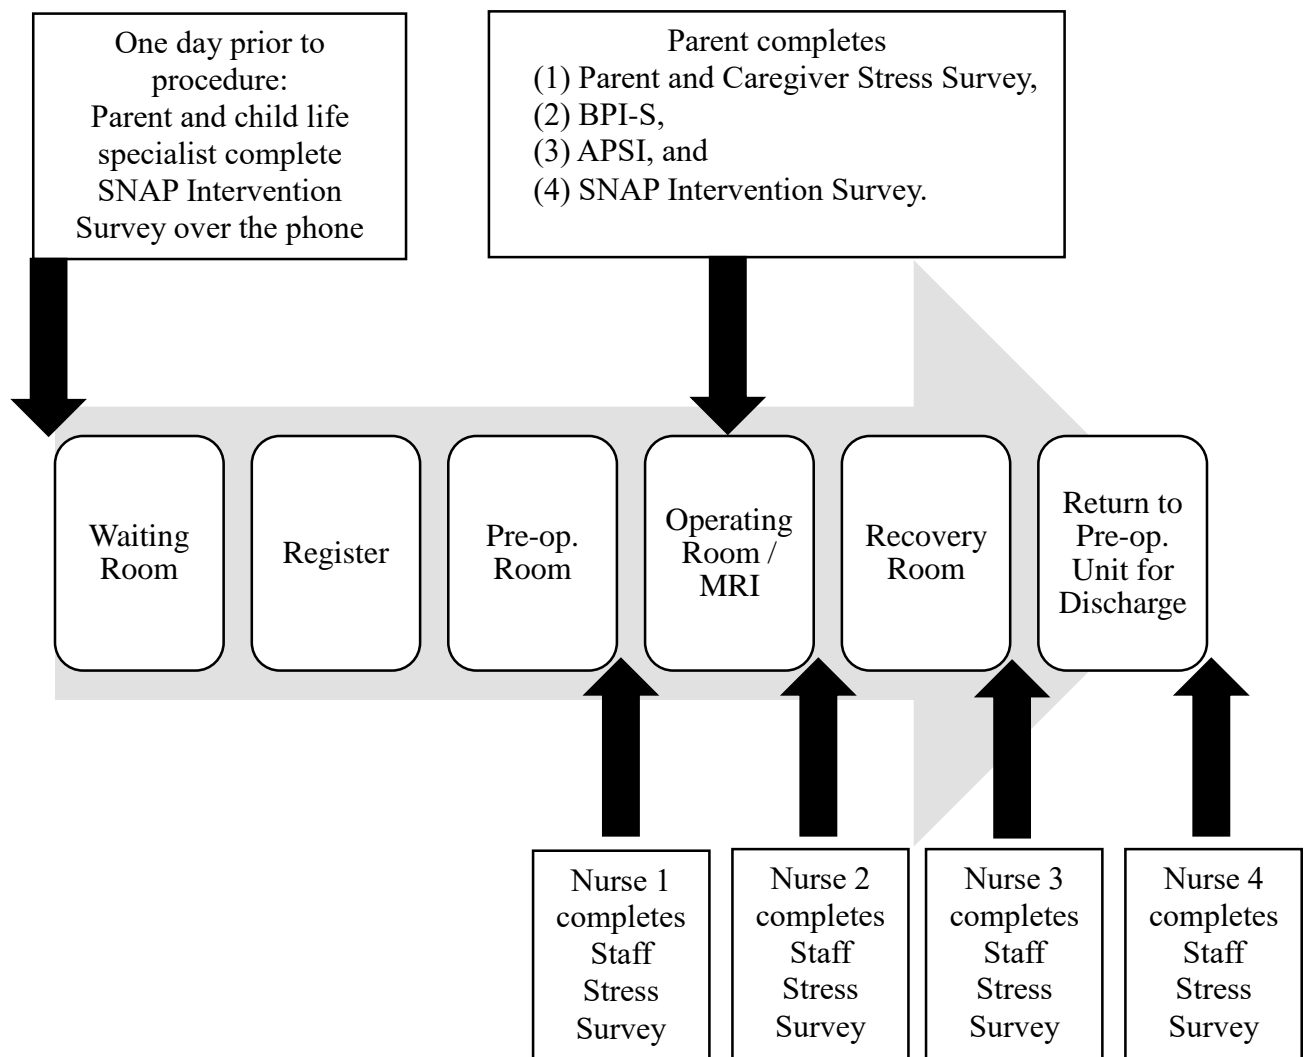 One day prior to
procedure:
Parent and child life
specialist complete
SNAP Intervention
Survey over the phone
Parent completes
(1) Parent and Caregiver Stress Survey,
(2) BPI-S,
(3) APSI, and
(4) SNAP Intervention Survey.
Waiting
Room
Register
Pre-op.
Room
Operating
Room /
MRI
Recovery
Room
Return to
Pre-op.
Unit for
Discharge
Nurse 1
completes
Staff
Stress
Survey
Nurse 2
completes
Staff
Stress
Survey
Nurse 3
completes
Staff
Stress
Survey
Nurse 4
completes
Staff
Stress
Survey